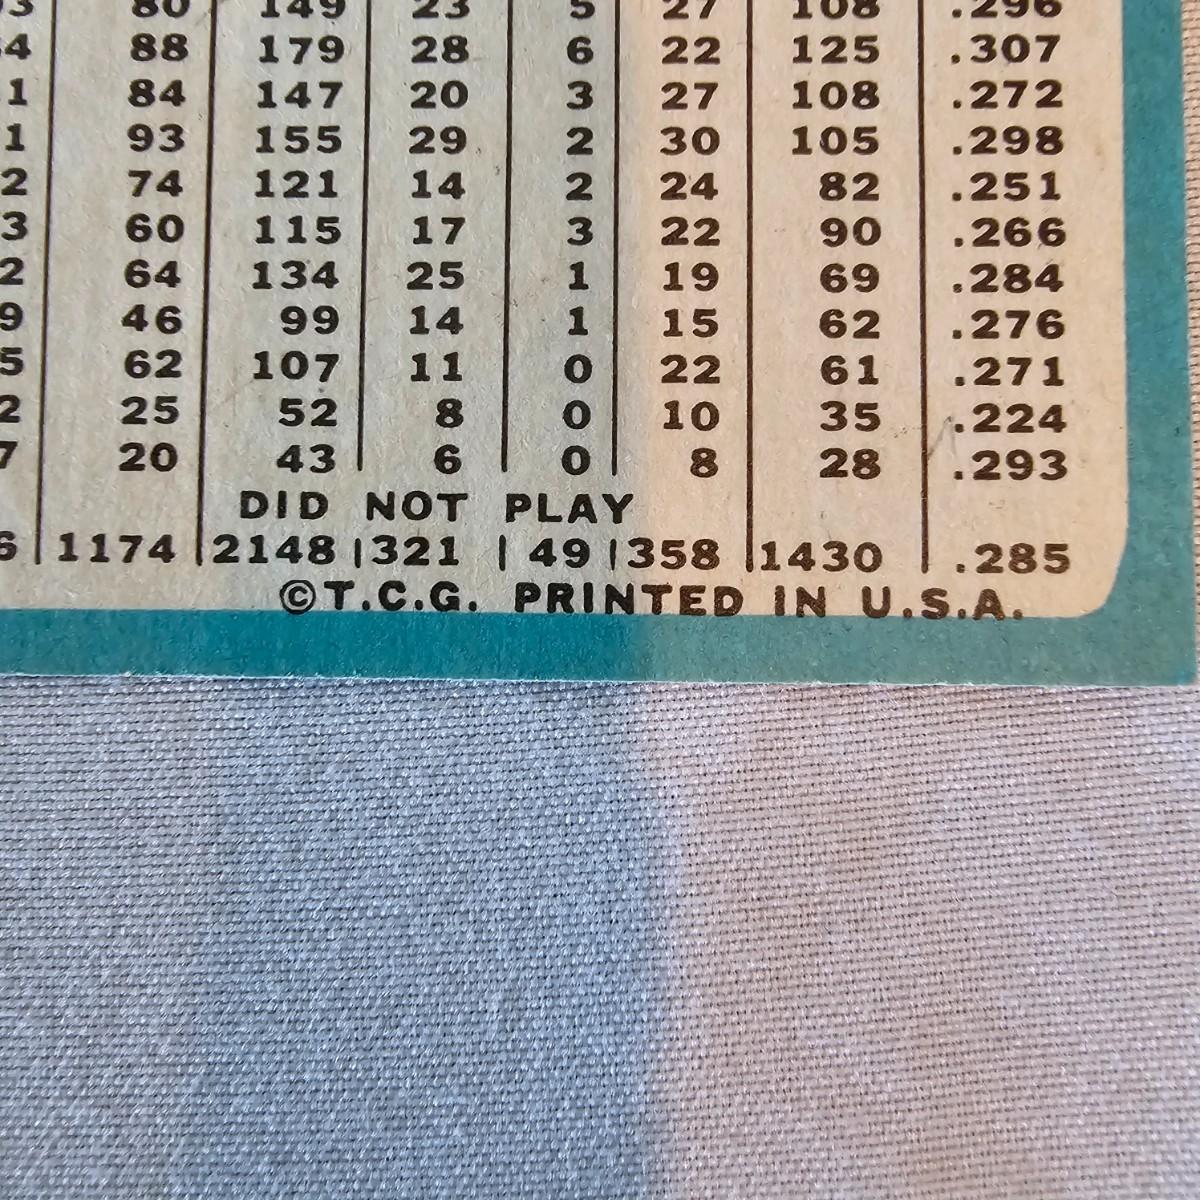 3 80 149 23 5 27 108 .296
4 88 179 28 6 22 125 .307
1 84 147 20 3 27 108 .272
1 93 155 29 2 30 105 .298
2 74 121 14 2 24 82 .251
3 60 115 17 3 22 90 .266
2 64 134 25 1 19 69 .284
9 46 99 14 1 15 62 .276
5 62 107 11 0 22 61 .271
2 25 52 8 0 10 35 .224
7 20 43 6 0 8 28 .293
DID NOT PLAY
6 1174 2148 321 49 358 1430 .285
©T.C.G. PRINTED IN U.S.A.